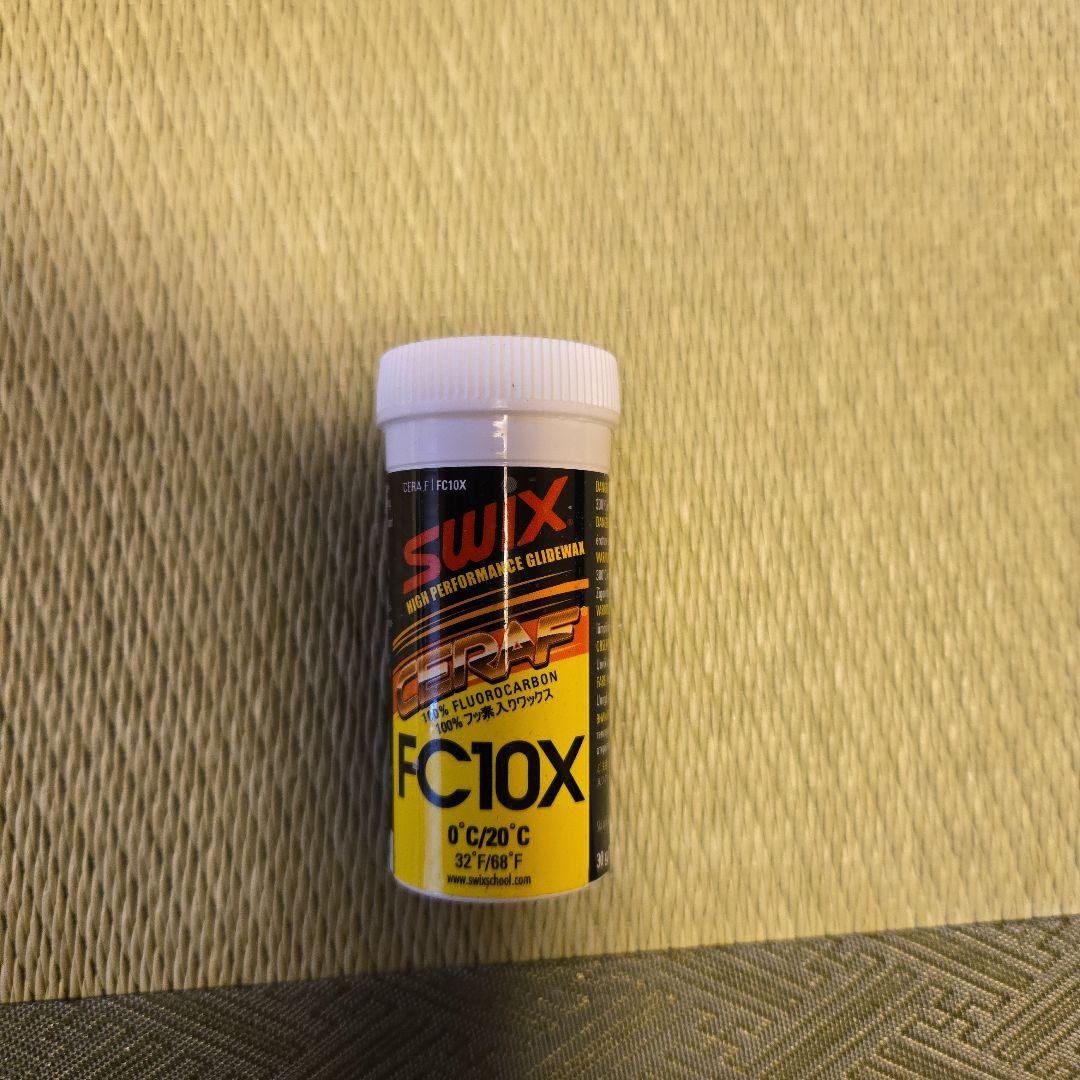 CERA F | FC10X
SWIX
HIGH PERFORMANCE GLIDEWAX
CERAF
100% FLUOROCARBON
100% フッ素入りワックス
FC10X
0°C/20°C
32°F/68°F
www.swixschool.com